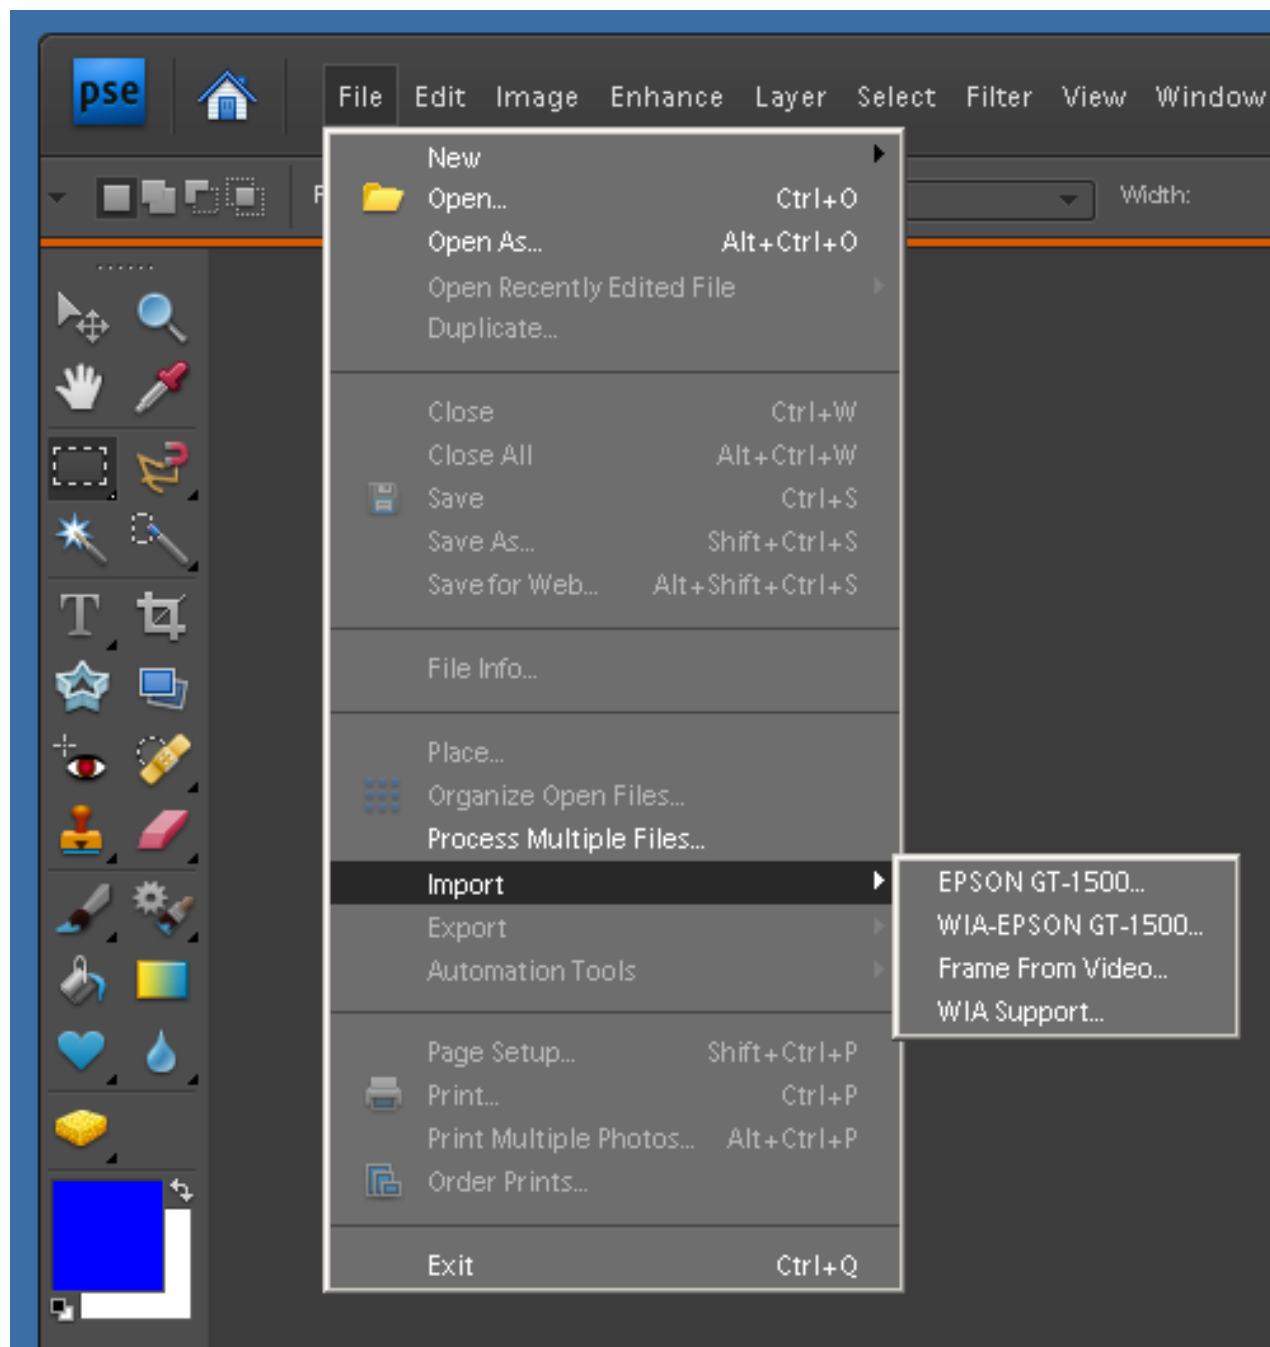 pse
File Edit Image Enhance Layer Select Filter View Window
New
Open... Ctrl+O
Width:
Open As... Alt+Ctrl+O
Open Recently Edited File
Duplicate...
Close Ctrl+W
Close All Alt+Ctrl+W
Save Ctrl+S
Save As... Shift+Ctrl+S
Save for Web... Alt+Shift+Ctrl+S
File Info...
Place...
Organize Open Files...
Process Multiple Files...
Import
EPSON GT-1500...
Export
WIA-EPSON GT-1500...
Automation Tools
Frame From Video...
WIA Support...
Page Setup... Shift+Ctrl+P
Print... Ctrl+P
Print Multiple Photos... Alt+Ctrl+P
Order Prints...
Exit Ctrl+Q